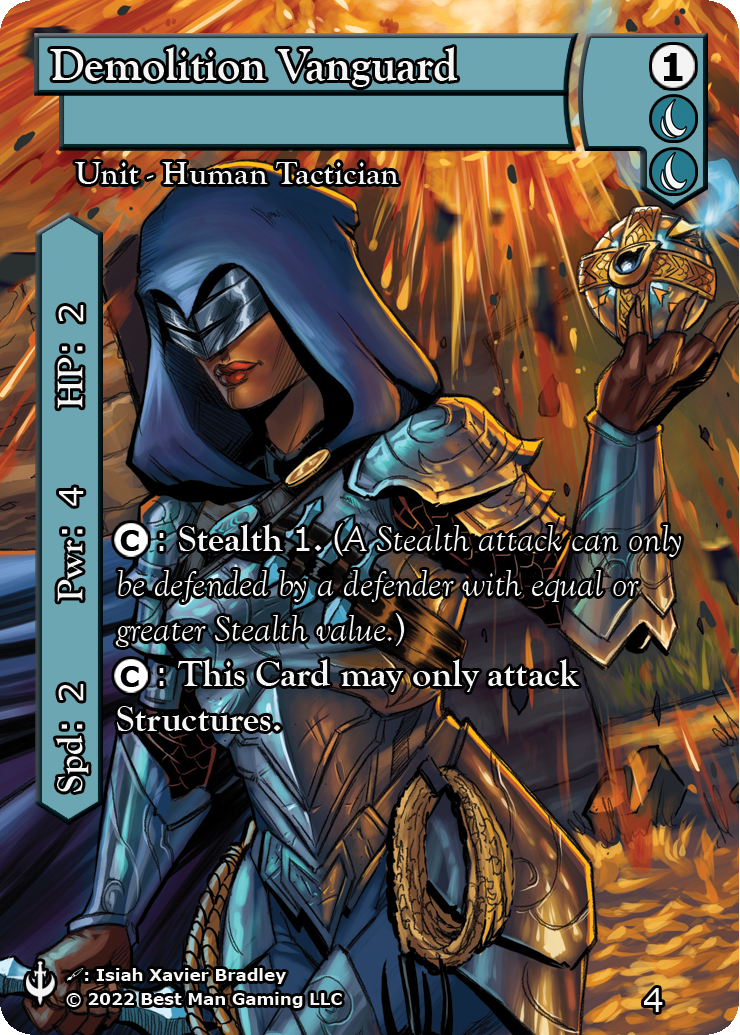 Demolition Vanguard
1
Unit - Human Tactician
HP: 2
Pwr: 4
Spd: 2
C : Stealth 1. (A Stealth attack can only
be defended by a defender with equal or
greater Stealth value.)
C : This Card may only attack
Structures.
: Isiah Xavier Bradley
© 2022 Best Man Gaming LLC
4